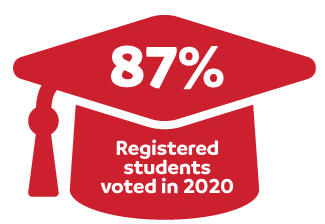 87%
Registered
students
voted in 2020